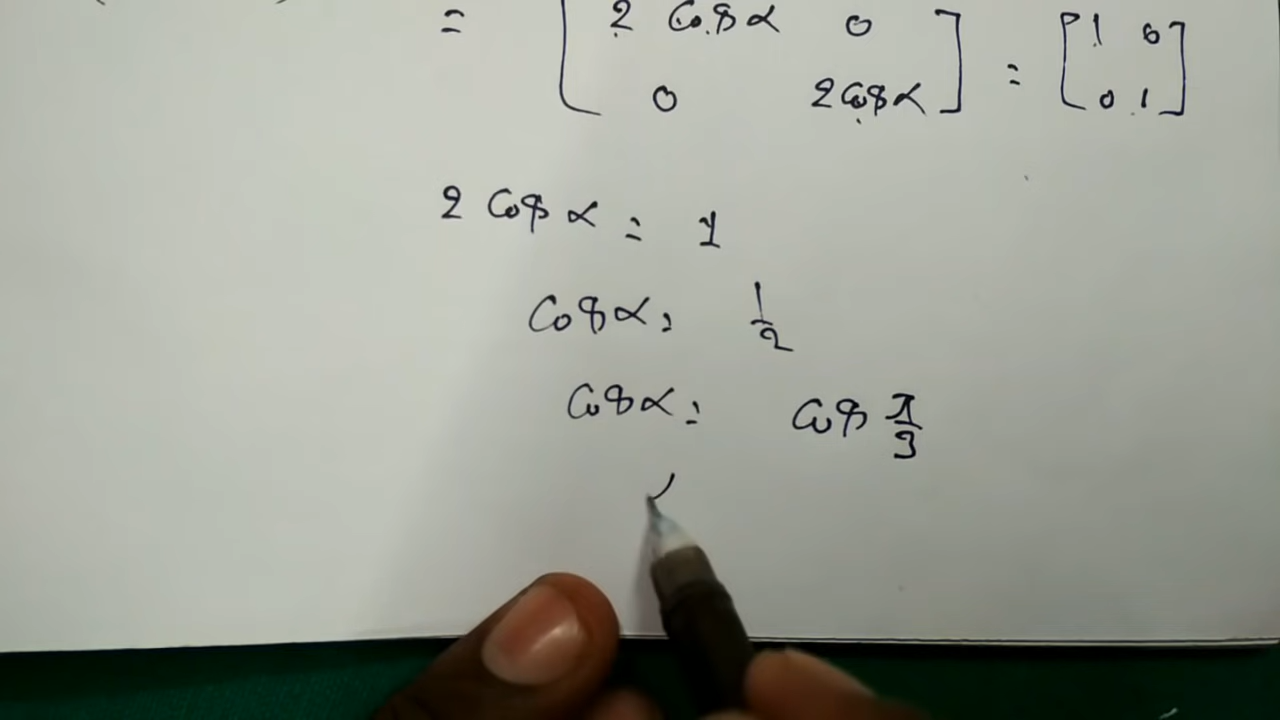 = [ 2 Cos α 0
0 2 Cos α ] = [ 1 0
0 1 ]
2 Cos α = 1
Cos α = 1/2
Cos α = Cos π/3